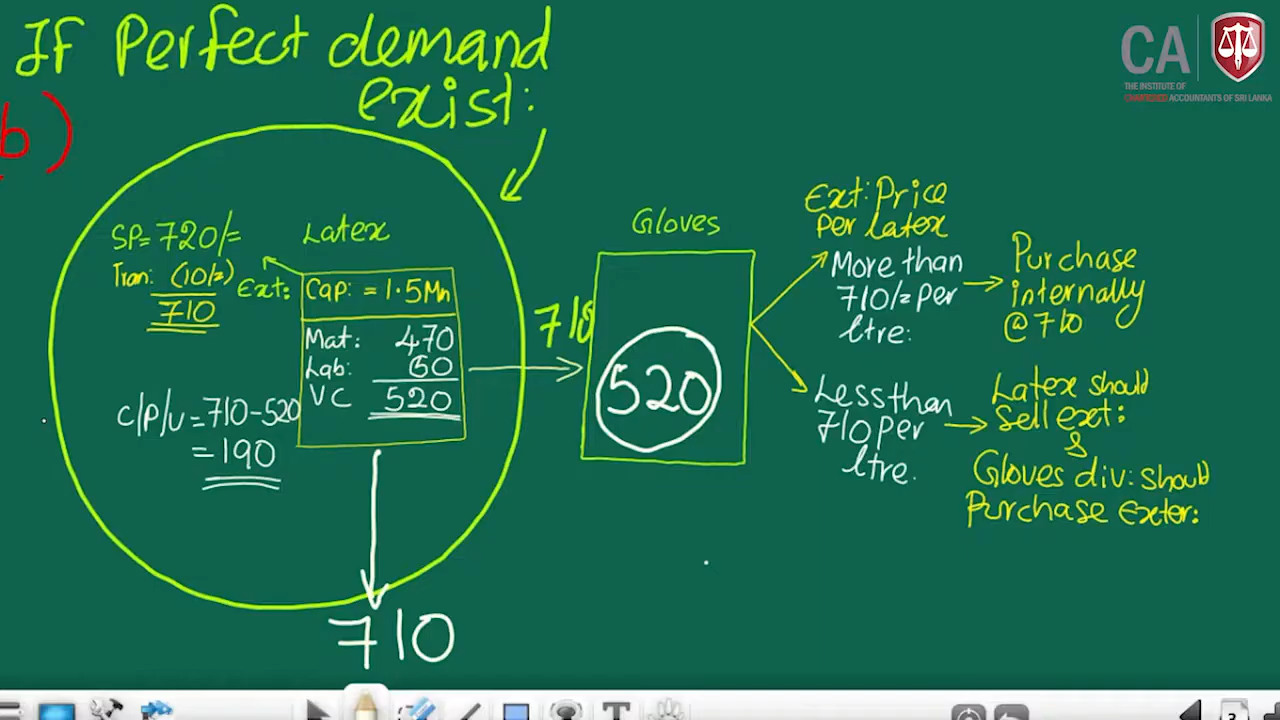 If Perfect demand
exist:
b)
CA
THE INSTITUTE OF
CHARTERED ACCOUNTANTS OF SRI LANKA
SP= 720/=
Tran: (10/=)
710
Ext:
Latex
Cap: = 1.5Mn
Mat: 470
Lab: 50
VC 520
C/P/U = 710-520
= 190
710
710
Gloves
520
Ext: Price
Per latex
More than
710/= Per
ltre:
Purchase
internally
@ 710
Less than
710 per
ltre.
Latex should
Sell ext:
&
Gloves div: should
Purchase Exter:
T